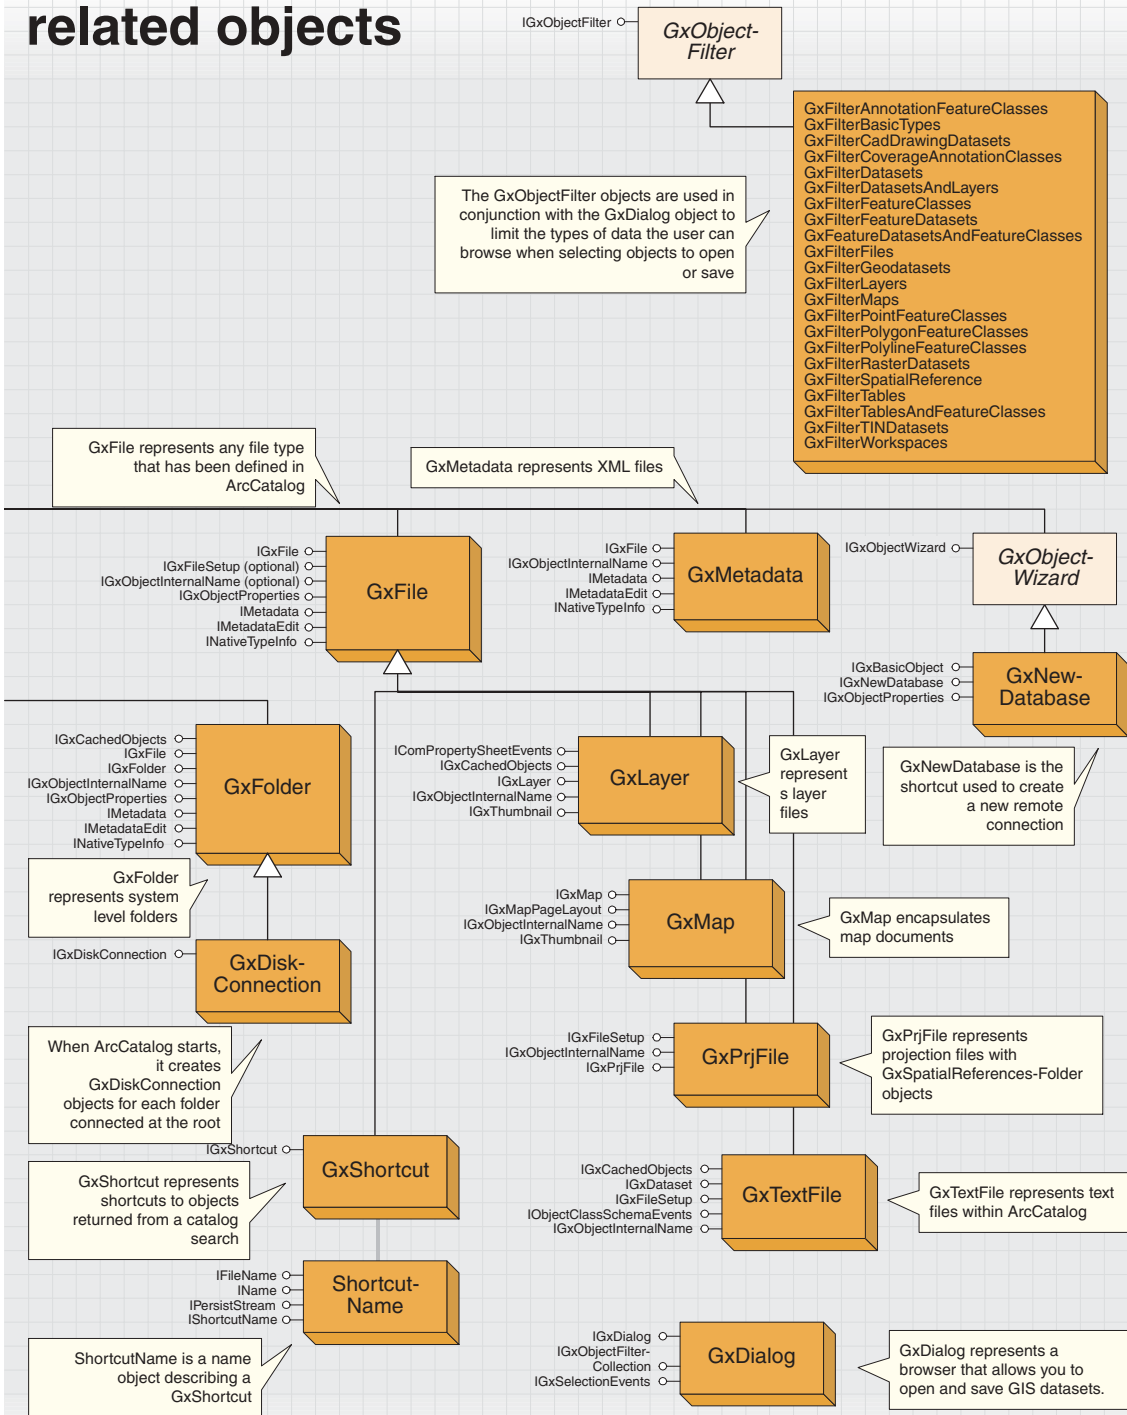 related objects
IGxObjectFilter
GxObject-
Filter
GxFilterAnnotationFeatureClasses
GxFilterBasicTypes
GxFilterCadDrawingDatasets
GxFilterCoverageAnnotationClasses
GxFilterDatasets
GxFilterDatasetsAndLayers
GxFilterFeatureClasses
GxFilterFeatureDatasets
GxFeatureDatasetsAndFeatureClasses
GxFilterFiles
GxFilterGeodatasets
GxFilterLayers
GxFilterMaps
GxFilterPointFeatureClasses
GxFilterPolygonFeatureClasses
GxFilterPolylineFeatureClasses
GxFilterRasterDatasets
GxFilterSpatialReference
GxFilterTables
GxFilterTablesAndFeatureClasses
GxFilterTINDatasets
GxFilterWorkspaces
The GxObjectFilter objects are used in
conjunction with the GxDialog object to
limit the types of data the user can
browse when selecting objects to open
or save
GxFile represents any file type
that has been defined in
ArcCatalog
GxMetadata represents XML files
IGxFile
IGxFileSetup (optional)
IGxObjectInternalName (optional)
IGxObjectProperties
IMetadata
IMetadataEdit
INativeTypeInfo
GxFile
IGxFile
IGxObjectInternalName
IMetadata
IMetadataEdit
INativeTypeInfo
GxMetadata
IGxObjectWizard
GxObject-
Wizard
IGxBasicObject
IGxNewDatabase
IGxObjectProperties
GxNew-
Database
GxNewDatabase is the
shortcut used to create
a new remote
connection
IGxCachedObjects
IGxFile
IGxFolder
IGxObjectInternalName
IGxObjectProperties
IMetadata
IMetadataEdit
INativeTypeInfo
GxFolder
GxFolder
represents system
level folders
IComPropertySheetEvents
IGxCachedObjects
IGxLayer
IGxObjectInternalName
IGxThumbnail
GxLayer
GxLayer
represent
s layer
files
IGxMap
IGxMapPageLayout
IGxObjectInternalName
IGxThumbnail
GxMap
GxMap encapsulates
map documents
IGxDiskConnection
GxDisk-
Connection
When ArcCatalog starts,
it creates
GxDiskConnection
objects for each folder
connected at the root
IGxFileSetup
IGxObjectInternalName
IGxPrjFile
GxPrjFile
GxPrjFile represents
projection files with
GxSpatialReferences-Folder
objects
IGxShortcut
GxShortcut
GxShortcut represents
shortcuts to objects
returned from a catalog
search
IGxCachedObjects
IGxDataset
IGxFileSetup
IObjectClassSchemaEvents
IGxObjectInternalName
GxTextFile
GxTextFile represents text
files within ArcCatalog
IFileName
IName
IPersistStream
IShortcutName
Shortcut-
Name
ShortcutName is a name
object describing a
GxShortcut
IGxDialog
IGxObjectFilter-
Collection
IGxSelectionEvents
GxDialog
GxDialog represents a
browser that allows you to
open and save GIS datasets.